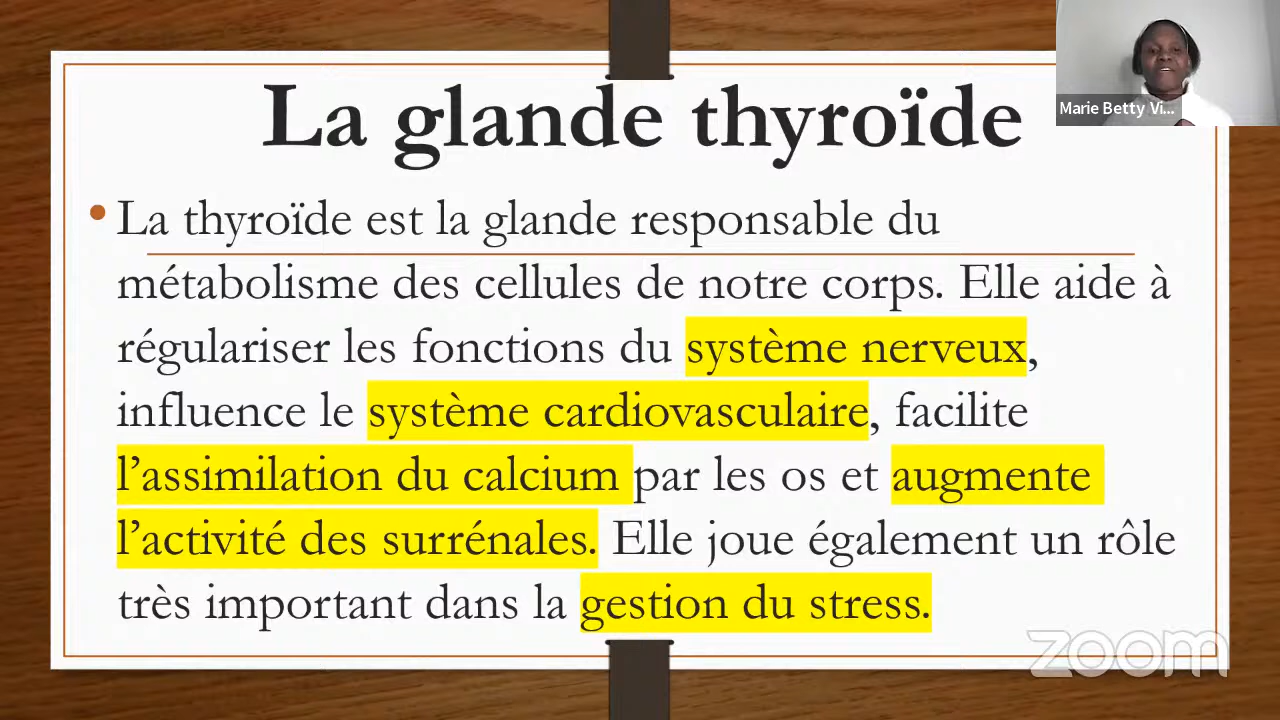 La glande thyroïde
Marie Betty Vi...
• La thyroïde est la glande responsable du
métabolisme des cellules de notre corps. Elle aide à
régulariser les fonctions du système nerveux,
influence le système cardiovasculaire, facilite
l’assimilation du calcium par les os et augmente
l’activité des surrénales. Elle joue également un rôle
très important dans la gestion du stress.
zoom